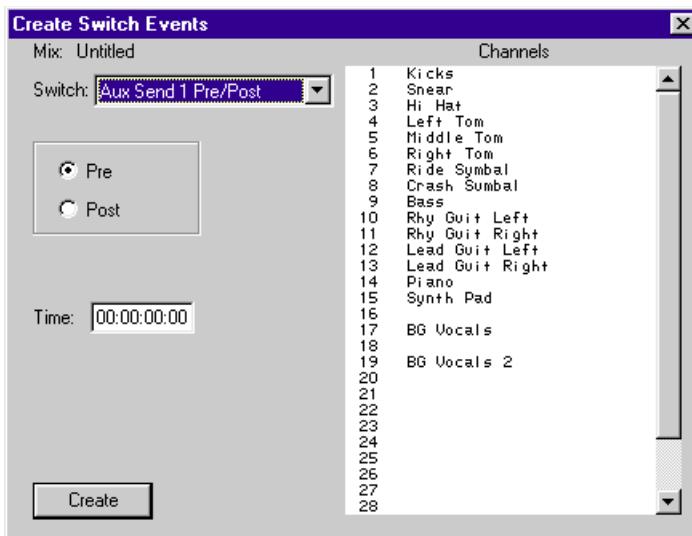 Create Switch Events
Mix: Untitled
Switch: Aux Send 1 Pre/Post
Pre
Post
Time: 00:00:00:00
Create
Channels
1 Kicks
2 Snear
3 Hi Hat
4 Left Tom
5 Middle Tom
6 Right Tom
7 Ride Symbal
8 Crash Sumbal
9 Bass
10 Rhy Guit Left
11 Rhy Guit Right
12 Lead Guit Left
13 Lead Guit Right
14 Piano
15 Synth Pad
16
17 BG Vocals
18
19 BG Vocals 2
20
21
22
23
24
25
26
27
28